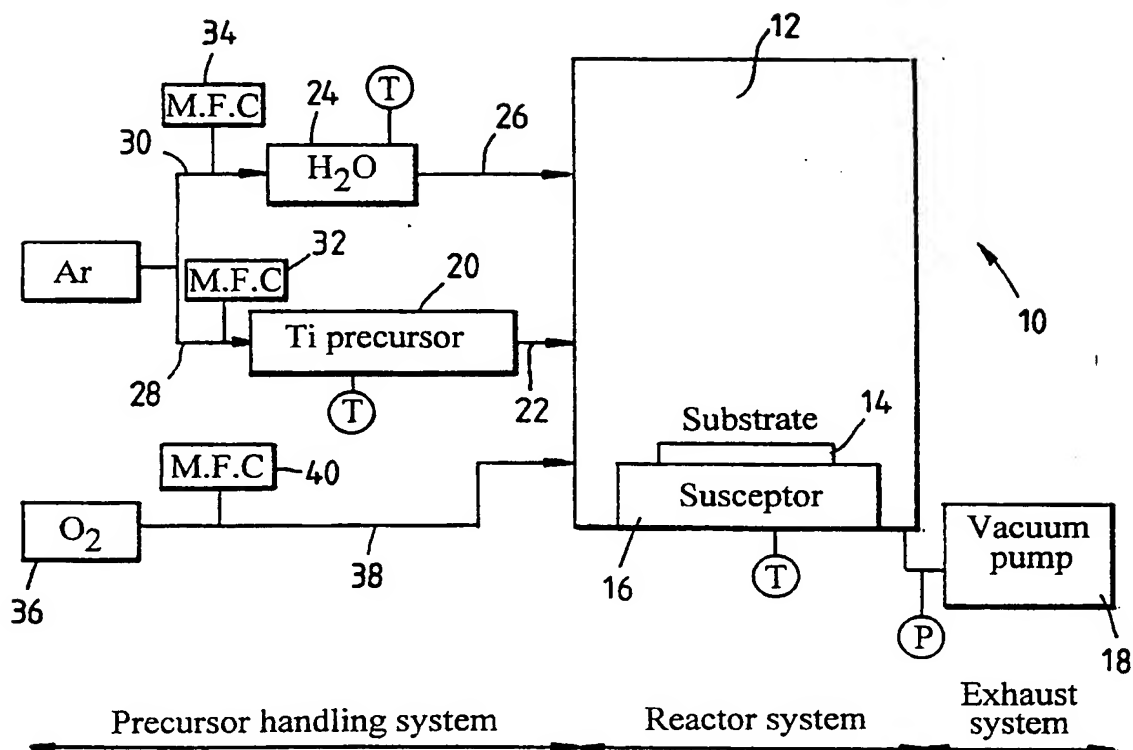 34
12
M.F.C
24
T
26
30
H2O
32
Ar
M.F.C
20
10
Ti precursor
28
T
22
Substrate
14
M.F.C
40
Susceptor
O2
38
16
T
Vacuum
pump
36
P
18
Precursor handling system
Reactor system
Exhaust
system